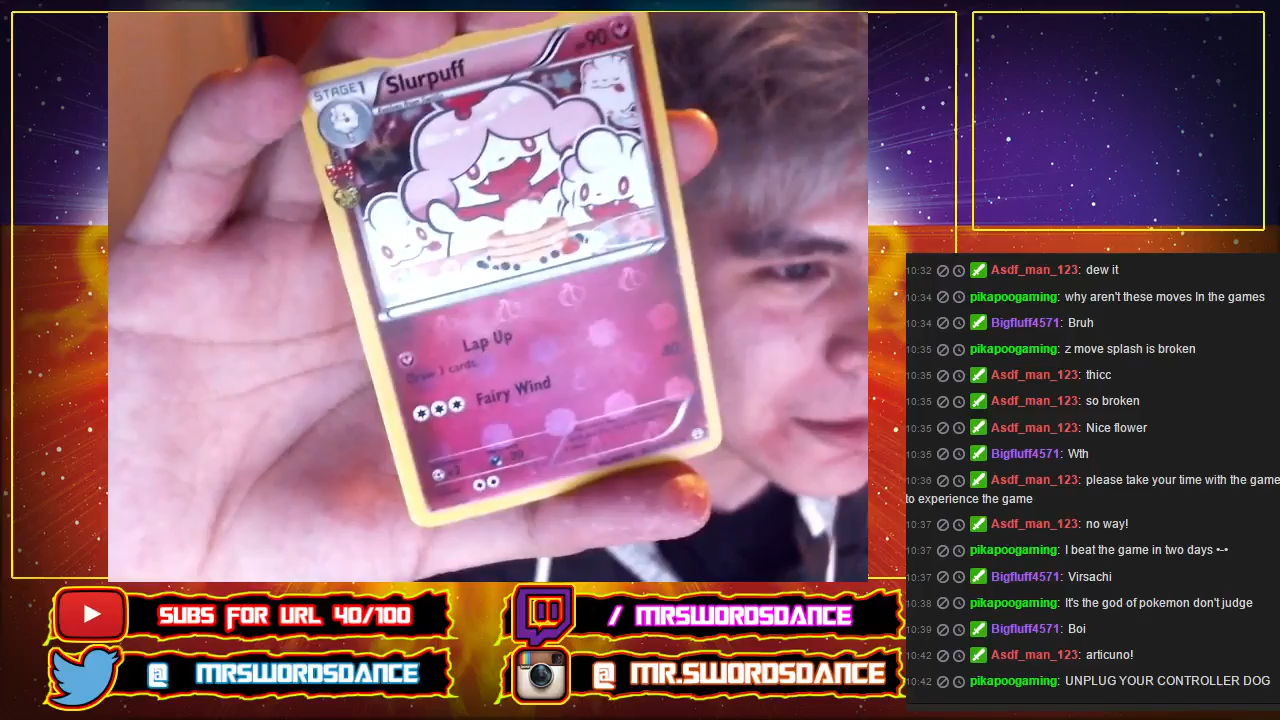 STAGE1
Slurpuff
90
Lap Up
Draw 3 cards.
Fairy Wind
60
×2
SUBS FOR URL 40/100
/ MRSWORDSDANCE
@ MRSWORDSDANCE
@ MR.SWORDSDANCE
10:32 Asdf_man_123: dew it
10:34 pikapoogaming: why aren't these moves In the games
10:34 Bigfluff4571: Bruh
10:35 pikapoogaming: z move splash is broken
10:35 Asdf_man_123: thicc
10:35 Asdf_man_123: so broken
10:35 Asdf_man_123: Nice flower
10:35 Bigfluff4571: Wth
10:36 Asdf_man_123: please take your time with the game
to experience the game
10:37 Asdf_man_123: no way!
10:37 pikapoogaming: I beat the game in two days •-•
10:37 Bigfluff4571: Virsachi
10:38 pikapoogaming: It's the god of pokemon don't judge
10:39 Bigfluff4571: Boi
10:42 Asdf_man_123: articuno!
10:42 pikapoogaming: UNPLUG YOUR CONTROLLER DOG